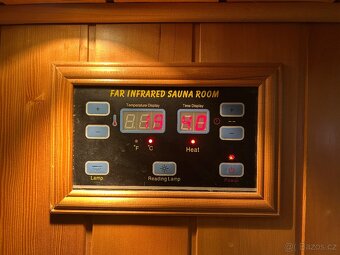 FAR INFRARED SAUNA ROOM
Temperature Display
Time Display
+
+
°F
°C
Heat
Lamp
Reading Lamp
Power
Bazos.cz